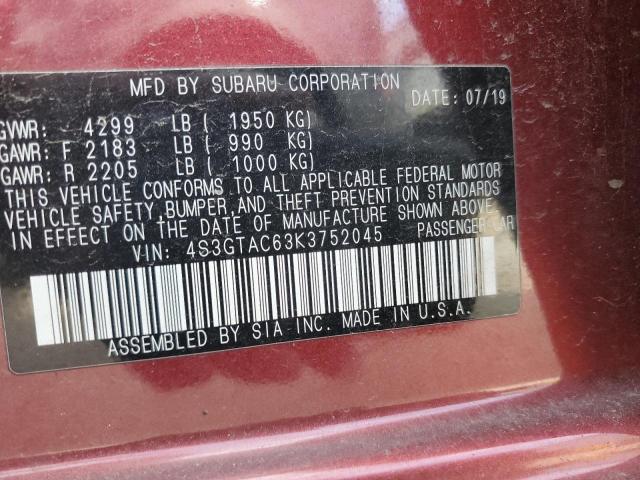 MFD BY SUBARU CORPORATION
DATE: 07/19
GVWR: 4299 LB ( 1950 KG)
GAWR: F 2183 LB ( 990 KG)
GAWR: R 2205 LB ( 1000 KG)
THIS VEHICLE CONFORMS TO ALL APPLICABLE FEDERAL MOTOR
VEHICLE SAFETY, BUMPER, AND THEFT PREVENTION STANDARDS
IN EFFECT ON THE DATE OF MANUFACTURE SHOWN ABOVE.
VIN: 4S3GTAC63K3752045 PASSENGER CAR
ASSEMBLED BY SIA INC. MADE IN U.S.A.